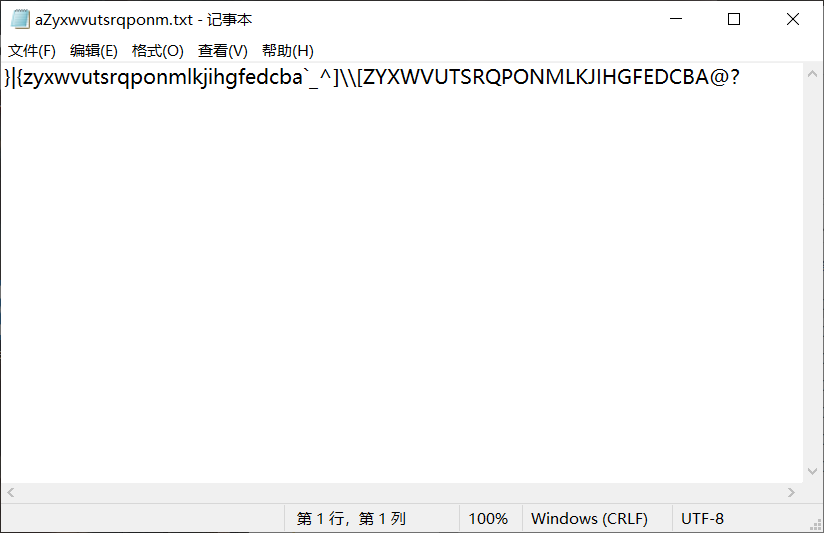 aZyxwvutsrqponm.txt - 记事本
文件(F) 编辑(E) 格式(O) 查看(V) 帮助(H)
}|{zyxwvutsrqponmlkjihgfedcba`_^]\\[ZYXWVUTSRQPONMLKJIHGFEDCBA@?
第 1 行，第 1 列 100% Windows (CRLF) UTF-8